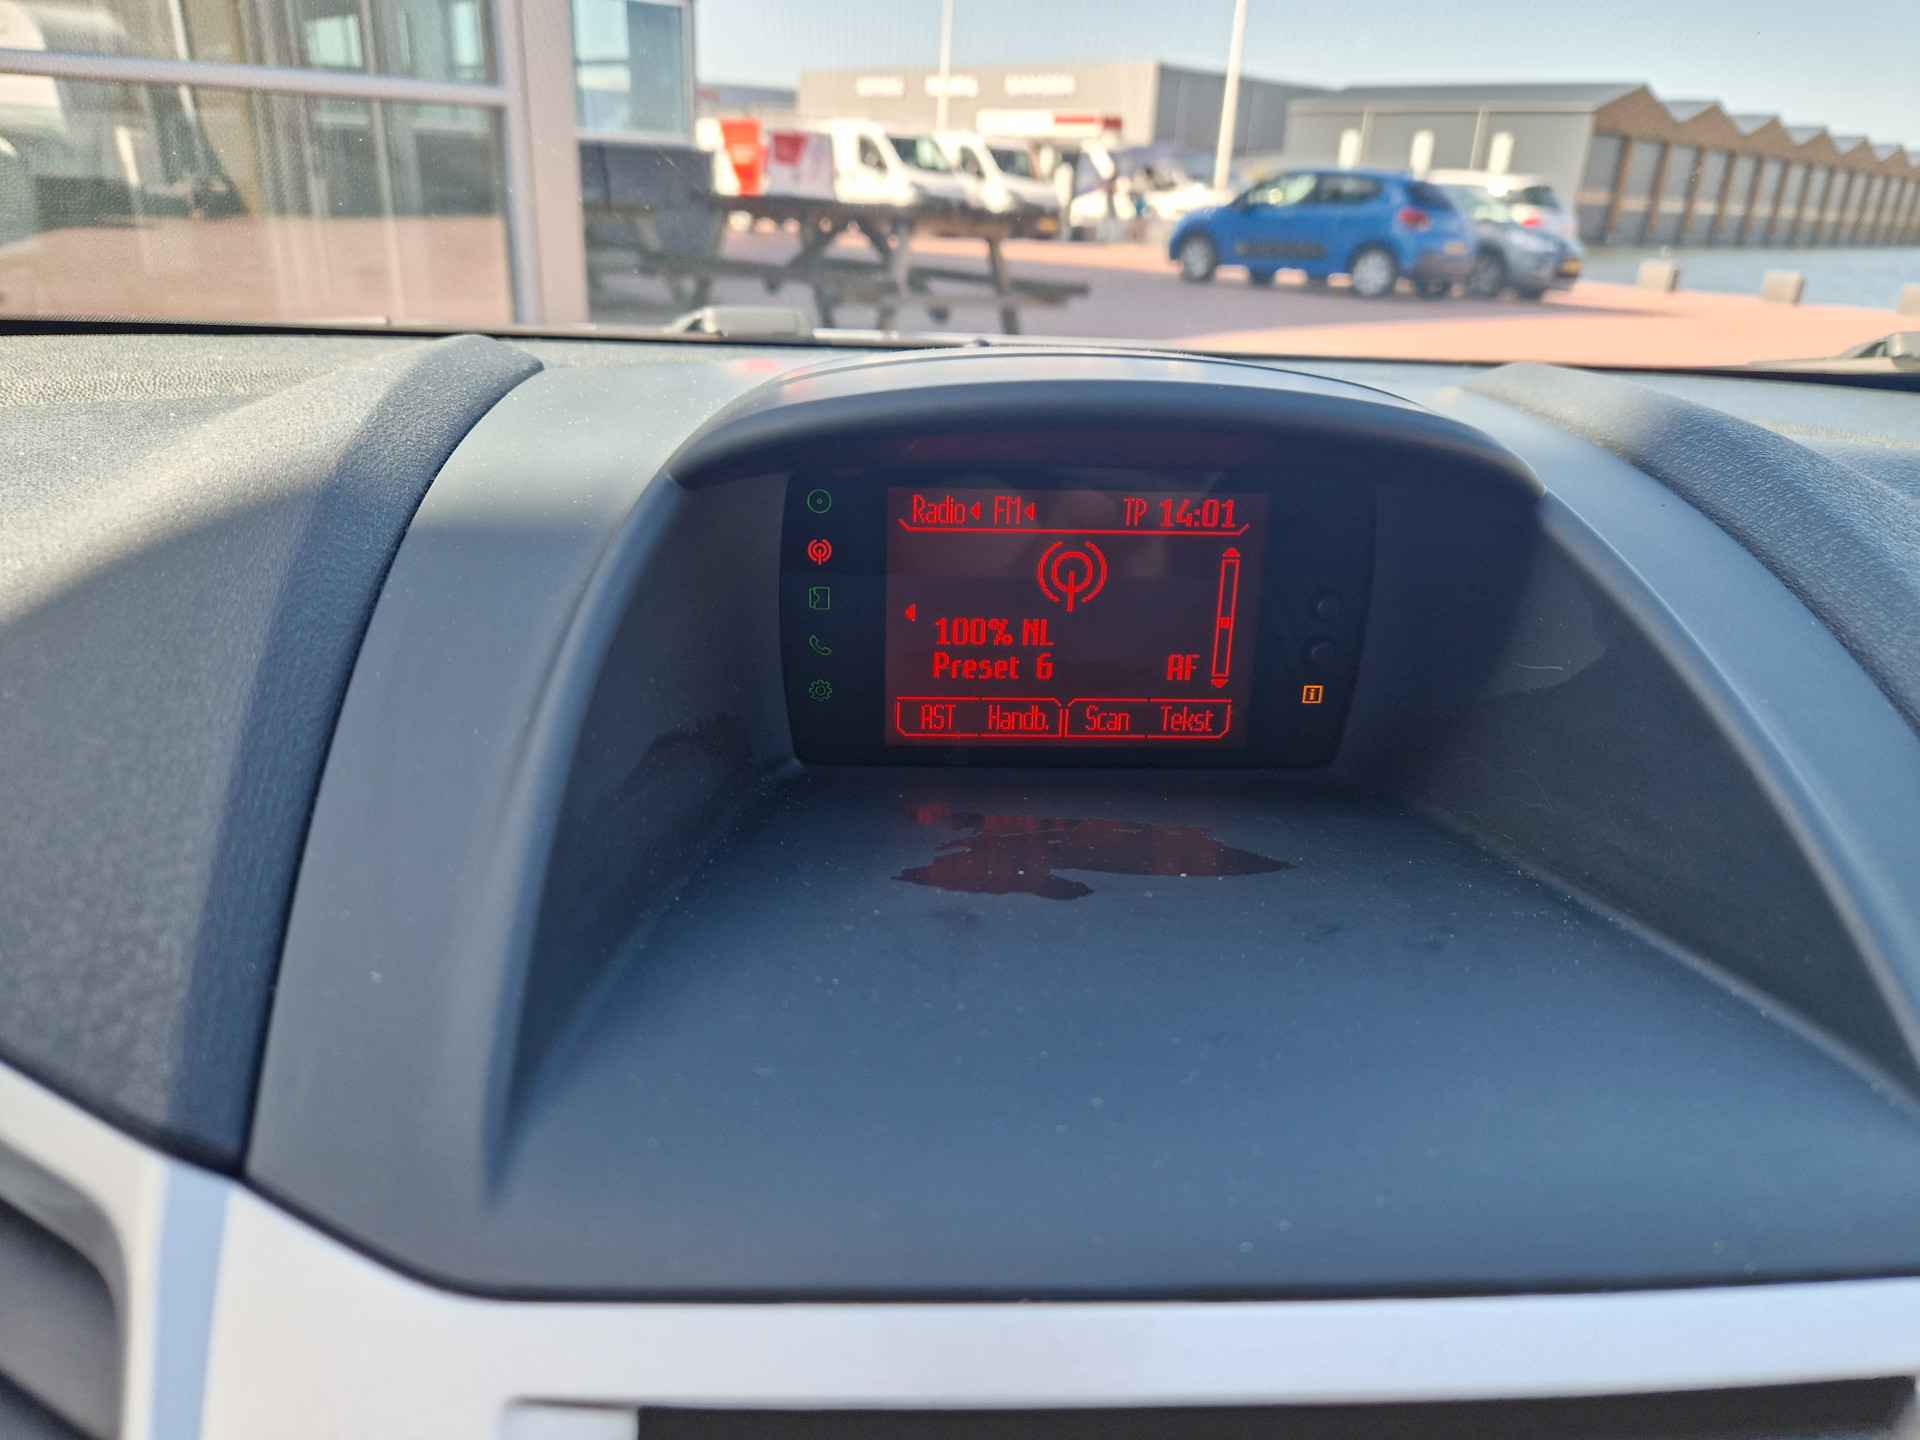 Radio FM TP 14:01
100% NL
Preset 6 AF
AST Handb. Scan Tekst